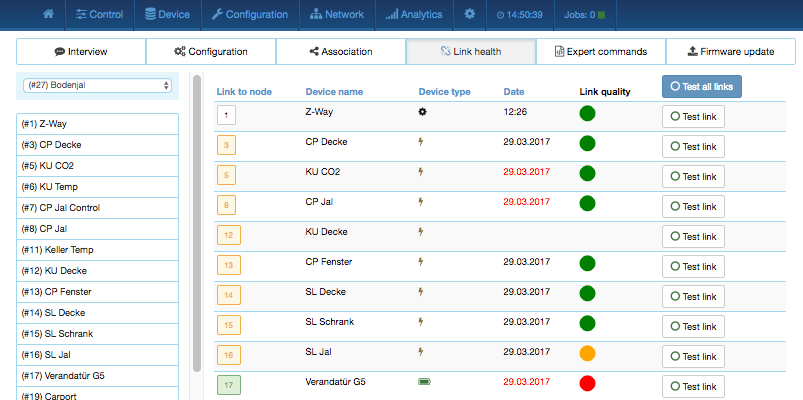 Control Device Configuration Network Analytics 14:50:39 Jobs: 0
Interview Configuration Association Link health Expert commands Firmware update
(#27) Bodenjal
(#1) Z-Way
(#3) CP Decke
(#5) KU CO2
(#6) KU Temp
(#7) CP Jal Control
(#8) CP Jal
(#11) Keller Temp
(#12) KU Decke
(#13) CP Fenster
(#14) SL Decke
(#15) SL Schrank
(#16) SL Jal
(#17) Verandatür G5
(#19) Carport
Link to node Device name Device type Date Link quality Test all links
1 Z-Way 12:26 Test link
3 CP Decke 29.03.2017 Test link
5 KU CO2 29.03.2017 Test link
8 CP Jal 29.03.2017 Test link
12 KU Decke Test link
13 CP Fenster 29.03.2017 Test link
14 SL Decke 29.03.2017 Test link
15 SL Schrank 29.03.2017 Test link
16 SL Jal 29.03.2017 Test link
17 Verandatür G5 29.03.2017 Test link